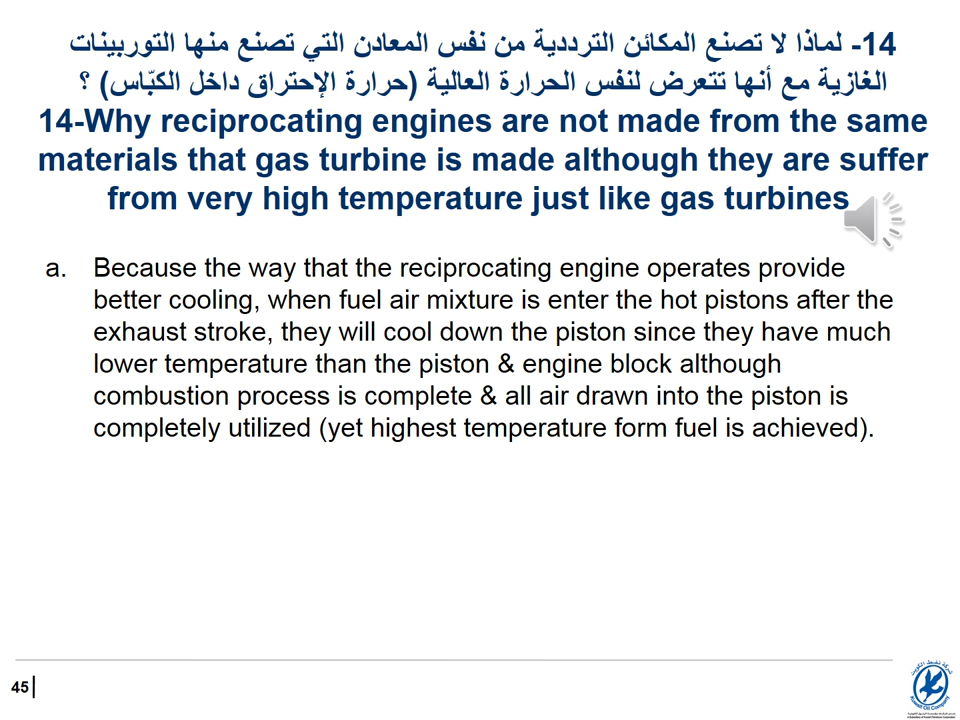 14- لماذا لا تصنع المكائن الترددية من نفس المعادن التي تصنع منها التوربينات
الغازية مع أنها تتعرض لنفس الحرارة العالية (حرارة الإحتراق داخل الكبّاس) ؟
14-Why reciprocating engines are not made from the same
materials that gas turbine is made although they are suffer
from very high temperature just like gas turbines
a. Because the way that the reciprocating engine operates provide
better cooling, when fuel air mixture is enter the hot pistons after the
exhaust stroke, they will cool down the piston since they have much
lower temperature than the piston & engine block although
combustion process is complete & all air drawn into the piston is
completely utilized (yet highest temperature form fuel is achieved).
45
شركة نفط الكويت
Kuwait Oil Company